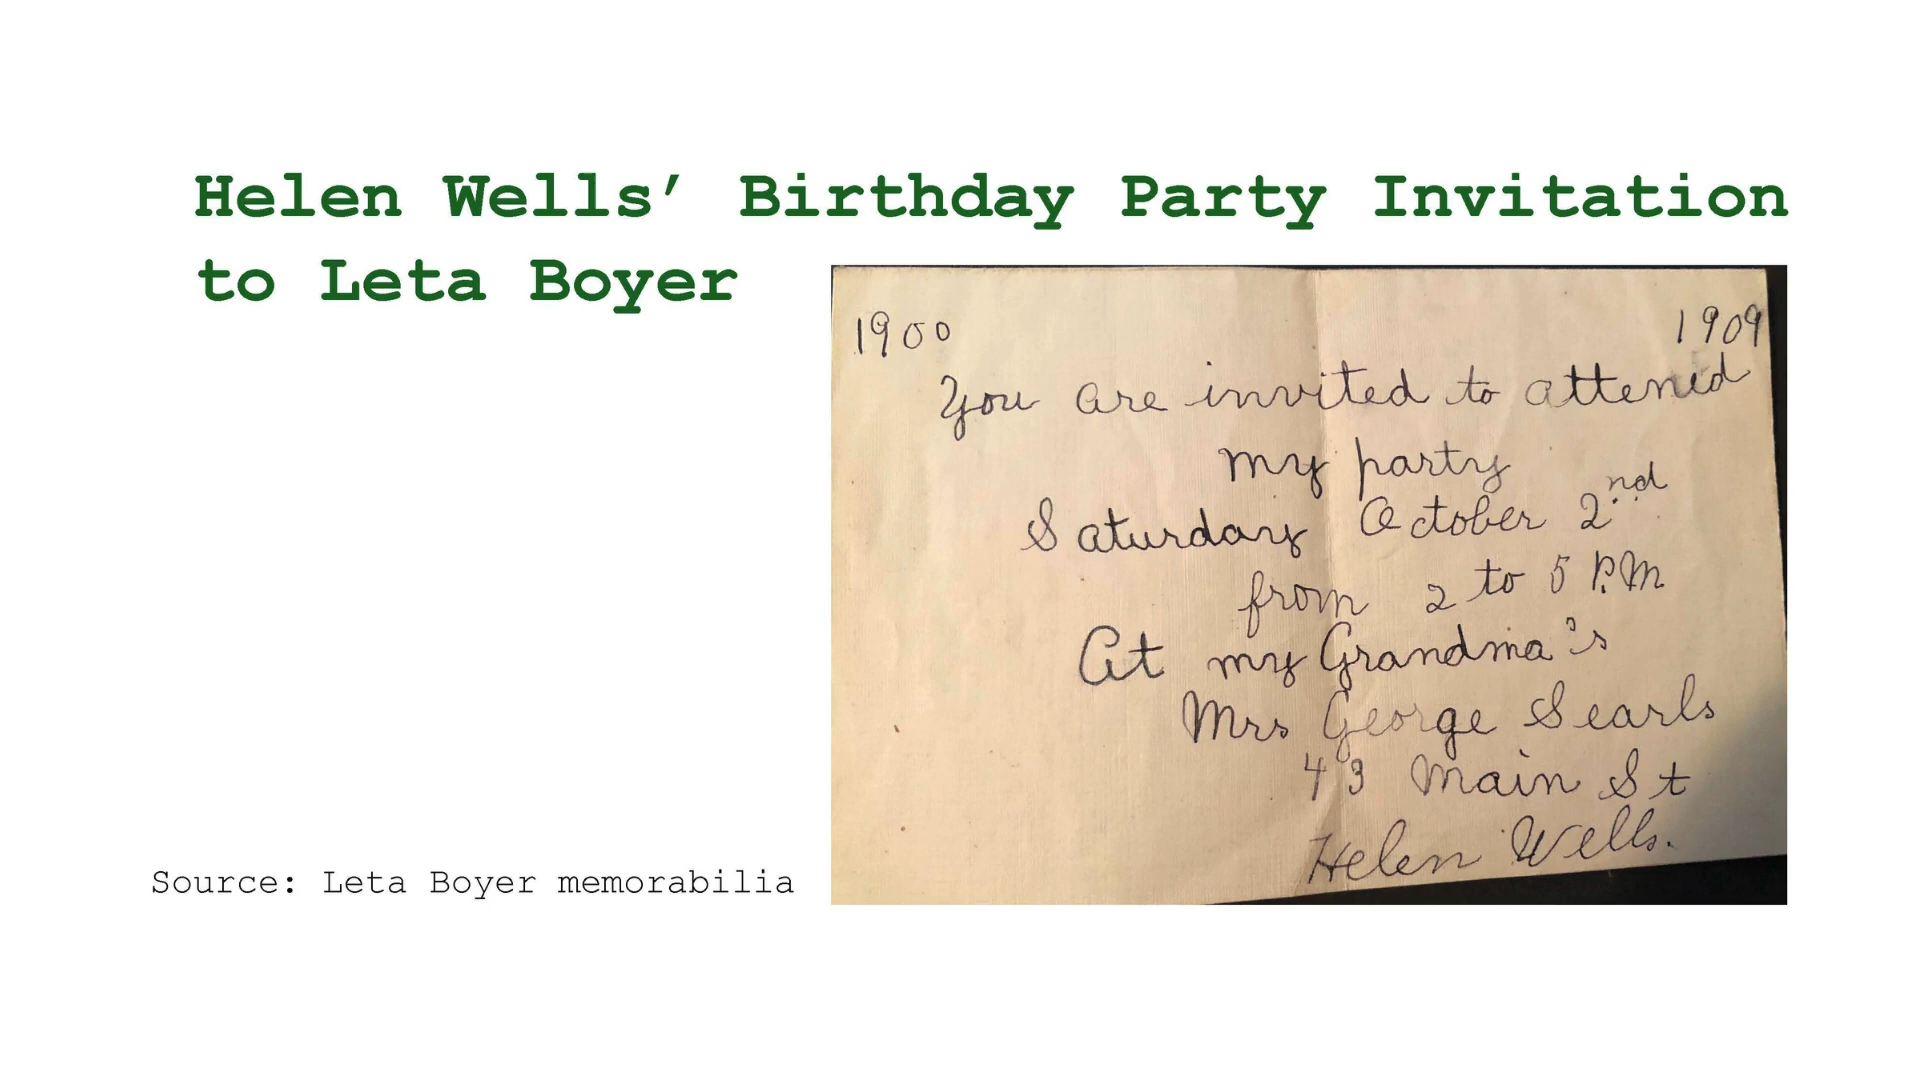 Helen Wells’ Birthday Party Invitation
to Leta Boyer
1900 1909
You are invited to attened
my party
Saturday October 2nd
from 2 to 5 P.M
At my Grandma's
Mrs George Searls
43 Main St
Helen Wells.
Source: Leta Boyer memorabilia